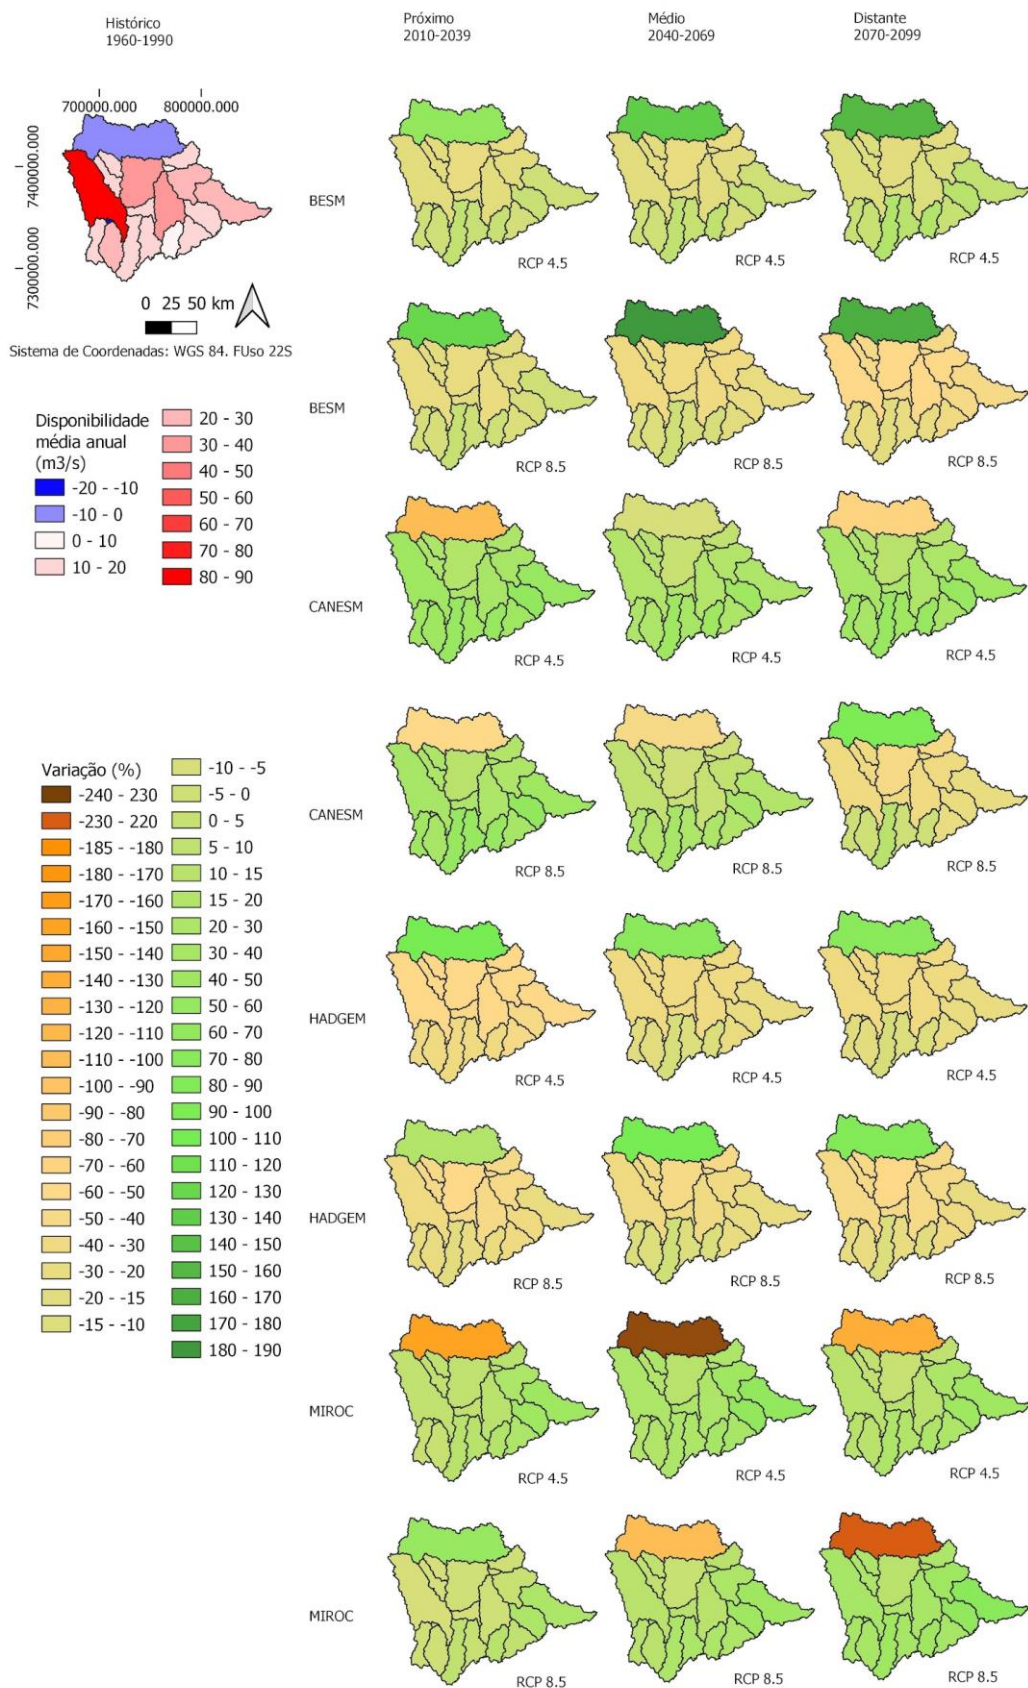 Histórico
1960-1990
Próximo
2010-2039
Médio
2040-2069
Distante
2070-2099
700000.000 800000.000
7400000.000
7300000.000
0 25 50 km
Sistema de Coordenadas: WGS 84. FUso 22S
Disponibilidade
média anual
(m3/s)
-20 - -10
-10 - 0
0 - 10
10 - 20
20 - 30
30 - 40
40 - 50
50 - 60
60 - 70
70 - 80
80 - 90
Variação (%)
-240 - 230
-230 - 220
-185 - -180
-180 - -170
-170 - -160
-160 - -150
-150 - -140
-140 - -130
-130 - -120
-120 - -110
-110 - -100
-100 - -90
-90 - -80
-80 - -70
-70 - -60
-60 - -50
-50 - -40
-40 - -30
-30 - -20
-20 - -15
-15 - -10
-10 - -5
-5 - 0
0 - 5
5 - 10
10 - 15
15 - 20
20 - 30
30 - 40
40 - 50
50 - 60
60 - 70
70 - 80
80 - 90
90 - 100
100 - 110
110 - 120
120 - 130
130 - 140
140 - 150
150 - 160
160 - 170
170 - 180
180 - 190
BESM
RCP 4.5
RCP 4.5
RCP 4.5
BESM
RCP 8.5
RCP 8.5
RCP 8.5
CANESM
RCP 4.5
RCP 4.5
RCP 4.5
CANESM
RCP 8.5
RCP 8.5
RCP 8.5
HADGEM
RCP 4.5
RCP 4.5
RCP 4.5
HADGEM
RCP 8.5
RCP 8.5
RCP 8.5
MIROC
RCP 4.5
RCP 4.5
RCP 4.5
MIROC
RCP 8.5
RCP 8.5
RCP 8.5